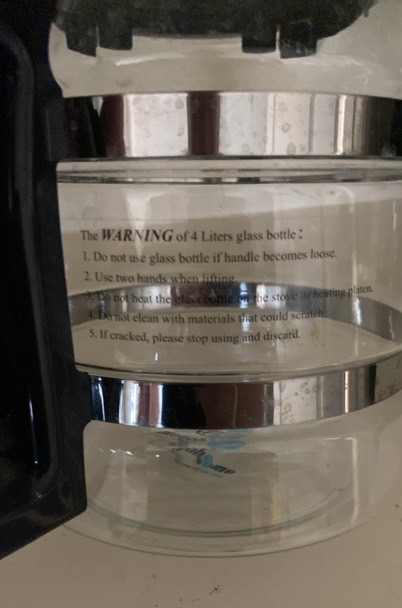 The WARNING of 4 Liters glass bottle:
1. Do not use glass bottle if handle becomes loose.
2. Use two hands when lifting
3. Do not heat the glass bottle on the stove or heating platen.
4. Do not clean with materials that could scratch.
5. If cracked, please stop using and discard.